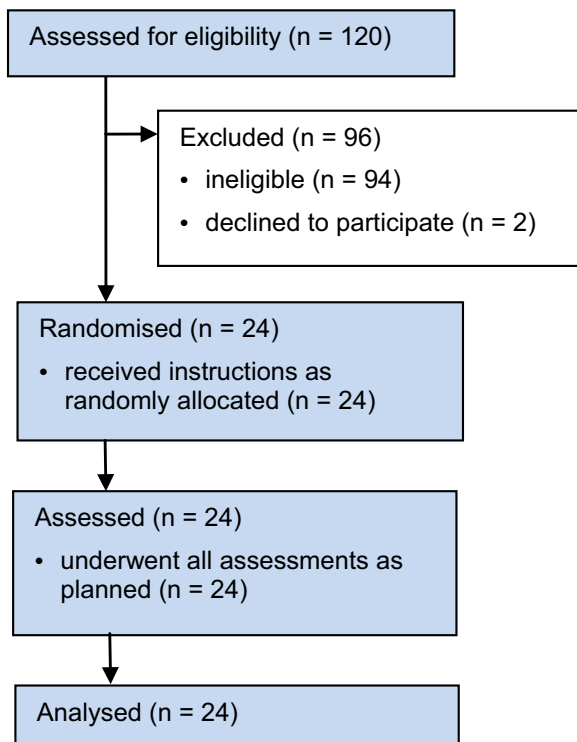 Assessed for eligibility (n = 120)
Excluded (n = 96)
• ineligible (n = 94)
• declined to participate (n = 2)
Randomised (n = 24)
• received instructions as
randomly allocated (n = 24)
Assessed (n = 24)
• underwent all assessments as
planned (n = 24)
Analysed (n = 24)